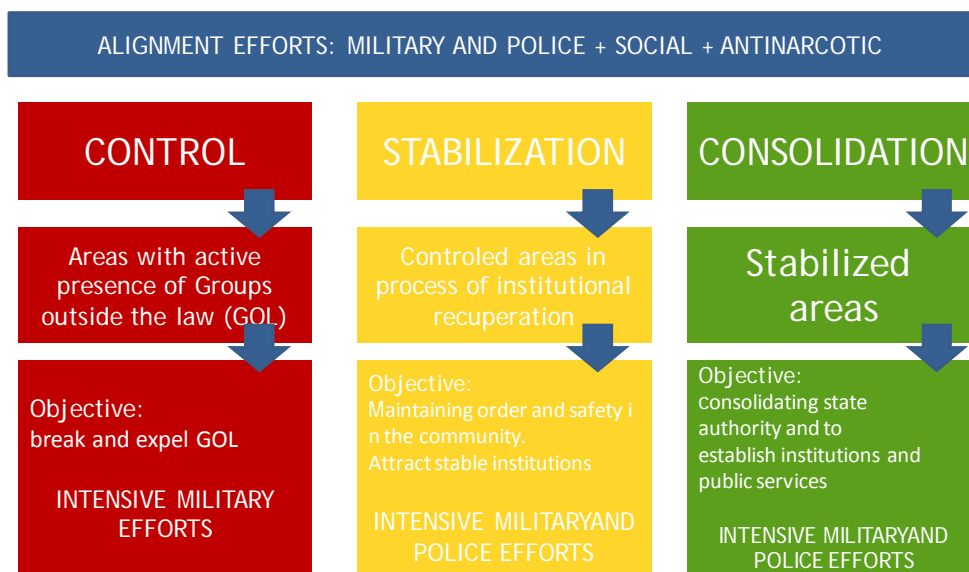 ALIGNMENT EFFORTS: MILITARY AND POLICE + SOCIAL + ANTINARCOTIC
CONTROL
Areas with active
presence of Groups
outside the law (GOL)
Objective:
break and expel GOL
INTENSIVE MILITARY
EFFORTS
STABILIZATION
Controled areas in
process of institutional
recuperation
Objective:
Maintaining order and safety i
n the community.
Attract stable institutions
INTENSIVE MILITARYAND
POLICE EFFORTS
CONSOLIDATION
Stabilized
areas
Objective:
Consolidating state
authority and to
establish institutions and
public services
INTENSIVE MILITARYAND
POLICE EFFORTS